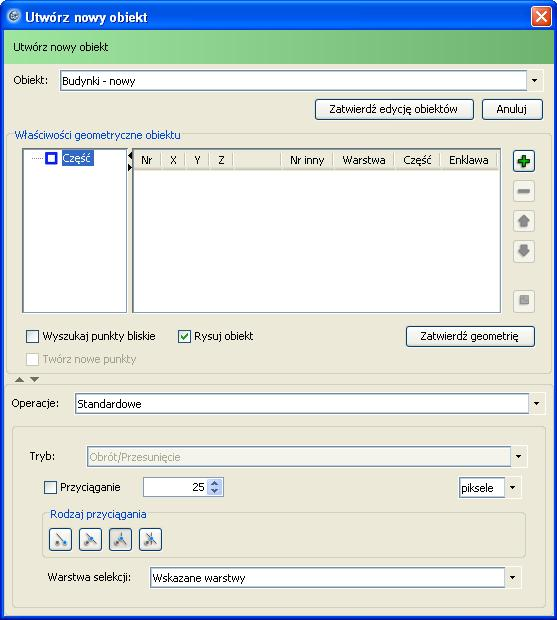 Utwórz nowy obiekt
Utwórz nowy obiekt
Obiekt: Budynki - nowy
Zatwierdź edycję obiektów Anuluj
Właściwości geometryczne obiektu
Część Nr X Y Z Nr inny Warstwa Część Enklawa
Wyszukaj punkty bliskie Rysuj obiekt Zatwierdź geometrię
Twórz nowe punkty
Operacje: Standardowe
Tryb: Obrót/Przesunięcie
Przyciąganie 25 piksele
Rodzaj przyciągania
Warstwa selekcji: Wskazane warstwy